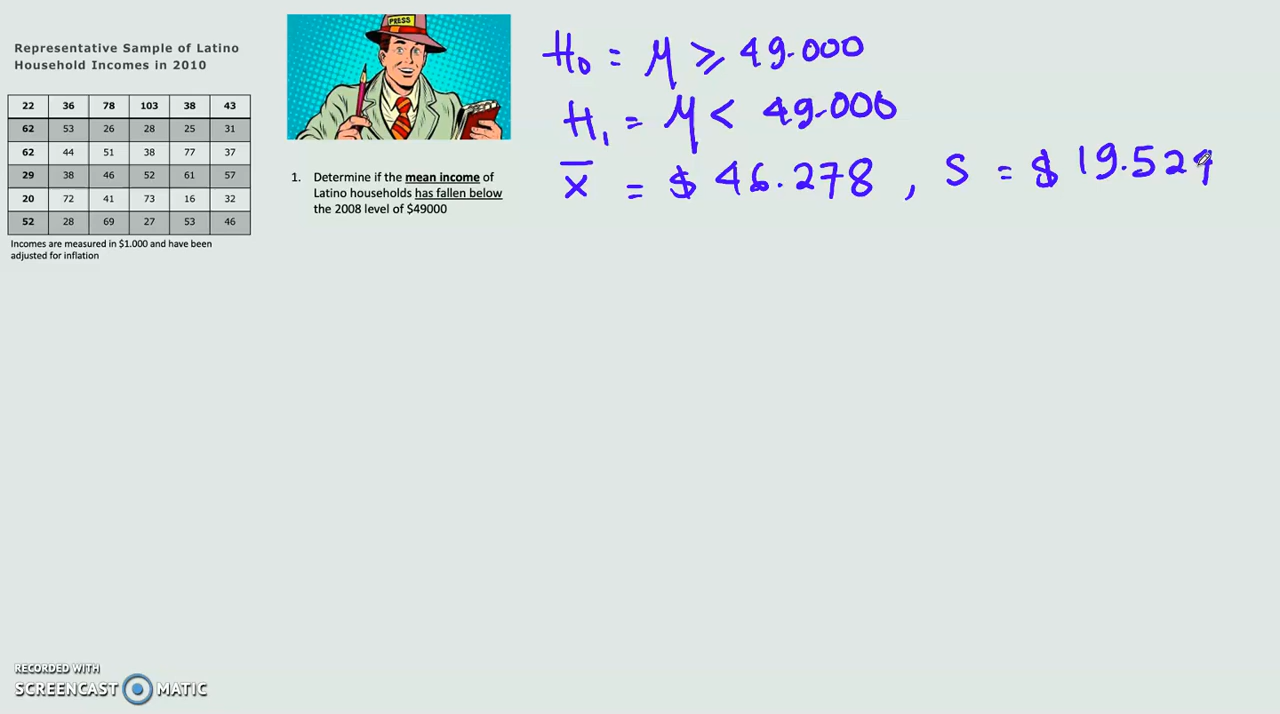 Representative Sample of Latino
Household Incomes in 2010
22 36 78 103 38 43
62 53 26 28 25 31
62 44 51 38 77 37
29 38 46 52 61 57
20 72 41 73 16 32
52 28 69 27 53 46
Incomes are measured in $1.000 and have been
adjusted for inflation
PRESS
1. Determine if the mean income of
Latino households has fallen below
the 2008 level of $49000
H₀ = μ ⩾ 49.000
H₁ = μ < 49.000
x̄ = $ 46.278 , S = $ 19.529
RECORDED WITH
SCREENCAST MATIC